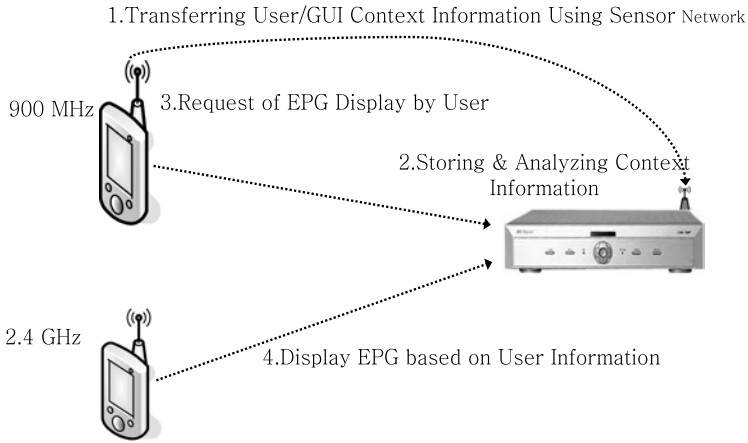 1.Transferring User/GUI Context Information Using Sensor Network
900 MHz
3.Request of EPG Display by User
2.Storing & Analyzing Context
Information
2.4 GHz
4.Display EPG based on User Information